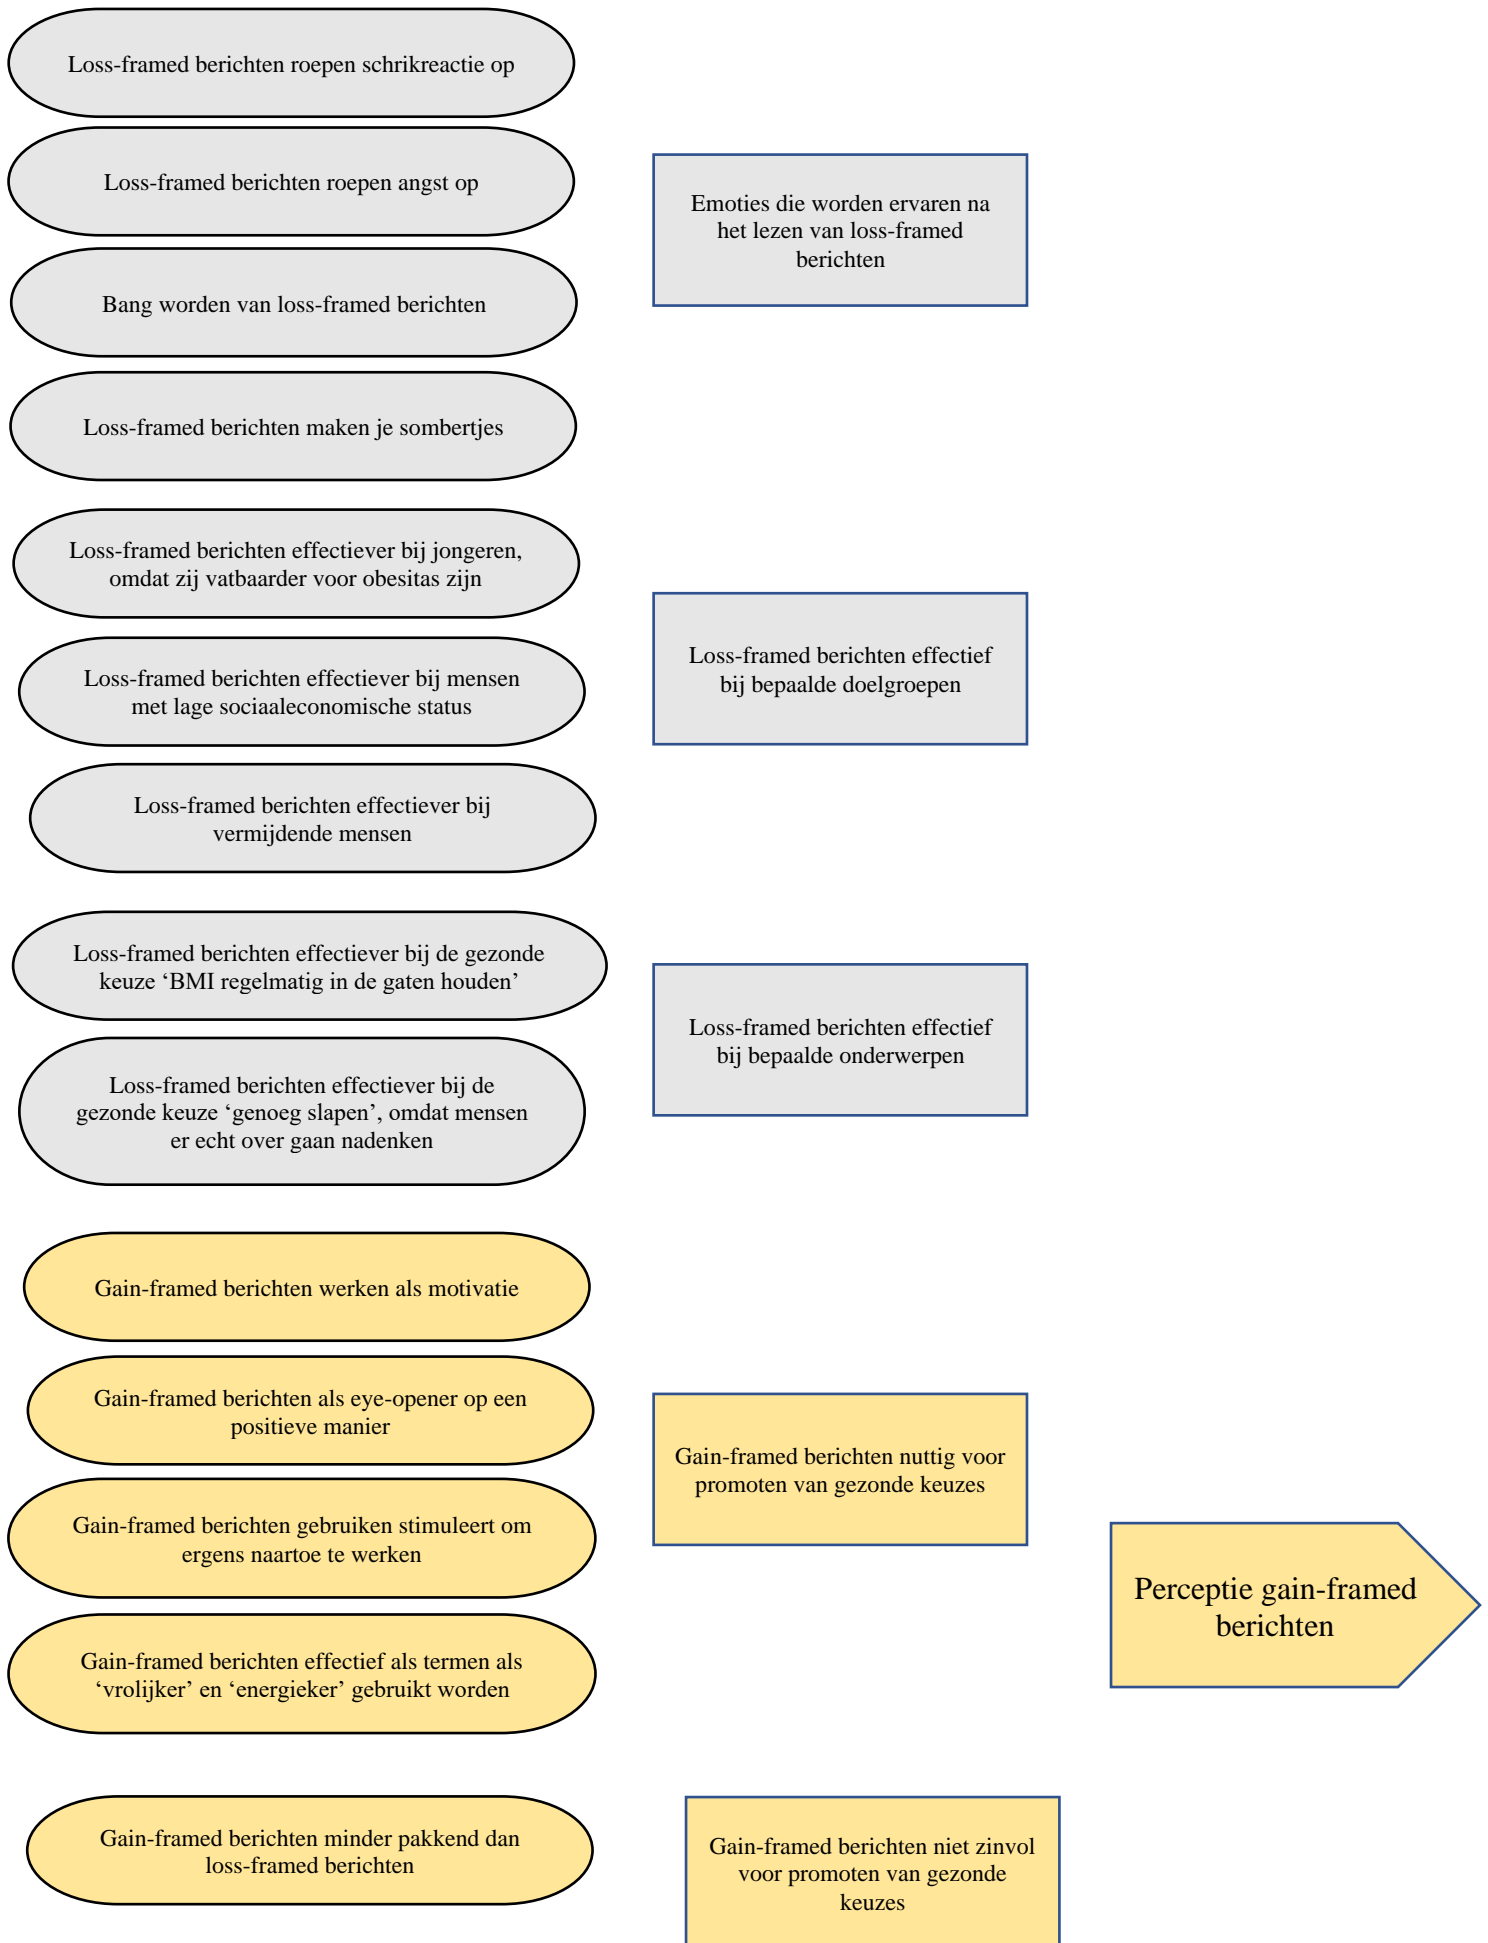 Loss-framed berichten roepen schrikreactie op
Loss-framed berichten roepen angst op
Bang worden van loss-framed berichten
Loss-framed berichten maken je sombertjes
Emoties die worden ervaren na
het lezen van loss-framed
berichten
Loss-framed berichten effectiever bij jongeren,
omdat zij vatbaarder voor obesitas zijn
Loss-framed berichten effectiever bij mensen
met lage sociaaleconomische status
Loss-framed berichten effectiever bij
vermijdende mensen
Loss-framed berichten effectief
bij bepaalde doelgroepen
Loss-framed berichten effectiever bij de gezonde
keuze ‘BMI regelmatig in de gaten houden’
Loss-framed berichten effectiever bij de
gezonde keuze ‘genoeg slapen’, omdat mensen
er echt over gaan nadenken
Loss-framed berichten effectief
bij bepaalde onderwerpen
Gain-framed berichten werken als motivatie
Gain-framed berichten als eye-opener op een
positieve manier
Gain-framed berichten gebruiken stimuleert om
ergens naartoe te werken
Gain-framed berichten effectief als termen als
‘vrolijker’ en ‘energieker’ gebruikt worden
Gain-framed berichten nuttig voor
promoten van gezonde keuzes
Perceptie gain-framed
berichten
Gain-framed berichten minder pakkend dan
loss-framed berichten
Gain-framed berichten niet zinvol
voor promoten van gezonde
keuzes